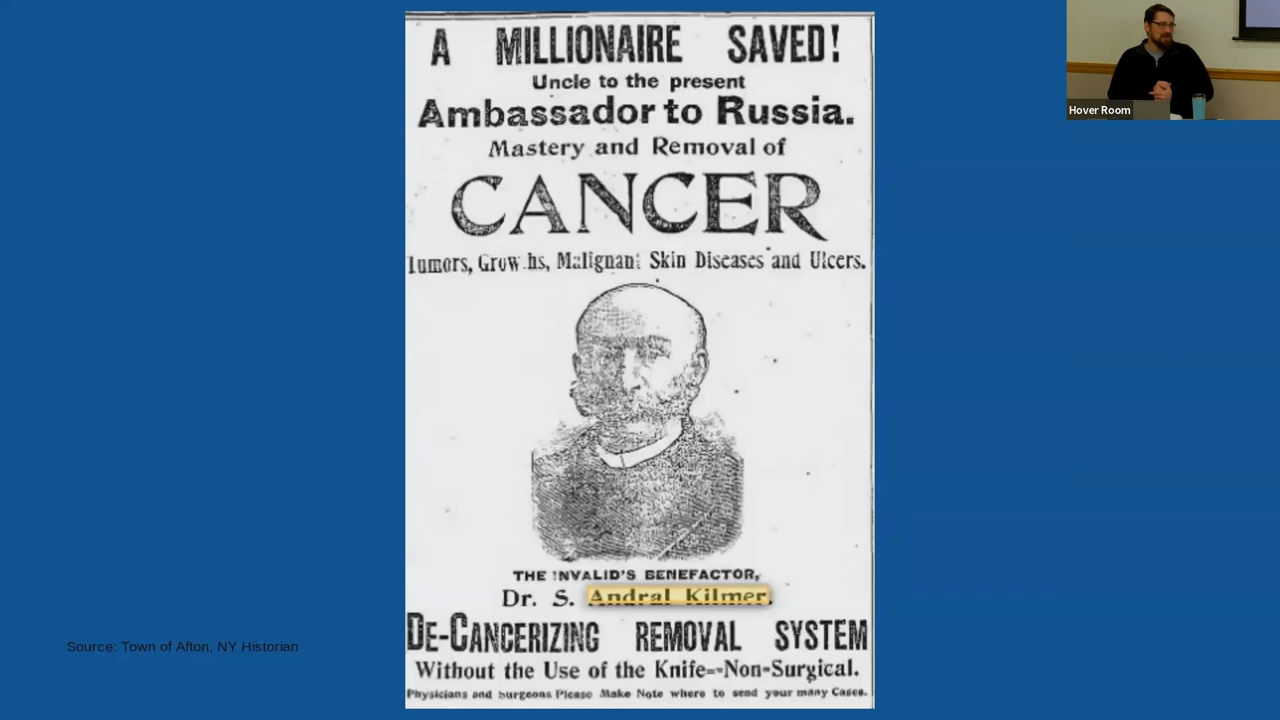 A MILLIONAIRE SAVED!
Uncle to the present
Ambassador to Russia.
Mastery and Removal of
CANCER
Tumors, Grow hs, Malignant Skin Diseases and Ulcers.
THE INVALID'S BENEFACTOR,
Dr. S. Andral Kilmer.
DE-CANCERIZING REMOVAL SYSTEM
Without the Use of the Knife--Non-Surgical.
Physicians and Surgeons Please Make Note where to send your many Cases.
Source: Town of Afton, NY Historian
Hover Room